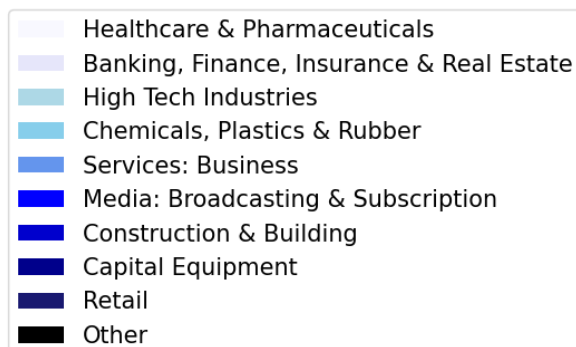 Healthcare & Pharmaceuticals
Banking, Finance, Insurance & Real Estate
High Tech Industries
Chemicals, Plastics & Rubber
Services: Business
Media: Broadcasting & Subscription
Construction & Building
Capital Equipment
Retail
Other